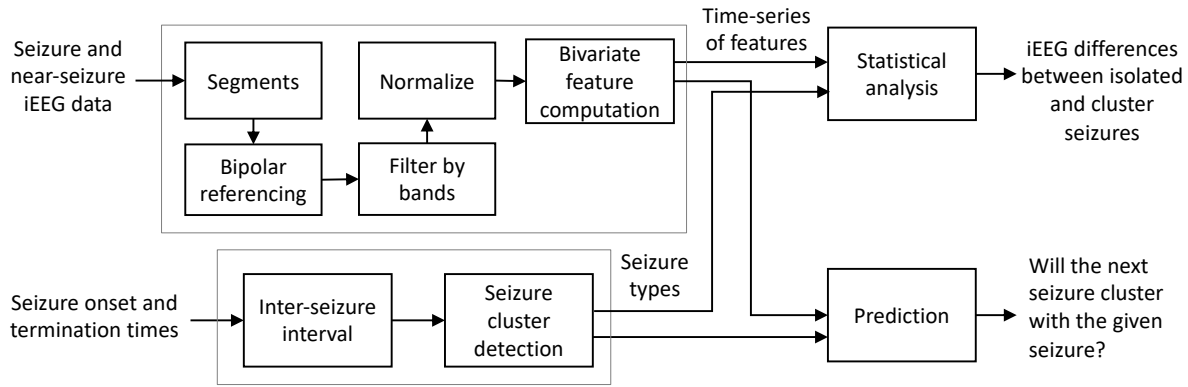 Seizure and
near-seizure
iEEG data
Segments
Bipolar
referencing
Filter by
bands
Normalize
Bivariate
feature
computation
Time-series
of features
Statistical
analysis
iEEG differences
between isolated
and cluster
seizures
Seizure onset and
termination times
Inter-seizure
interval
Seizure
cluster
detection
Seizure
types
Prediction
Will the next
seizure cluster
with the given
seizure?